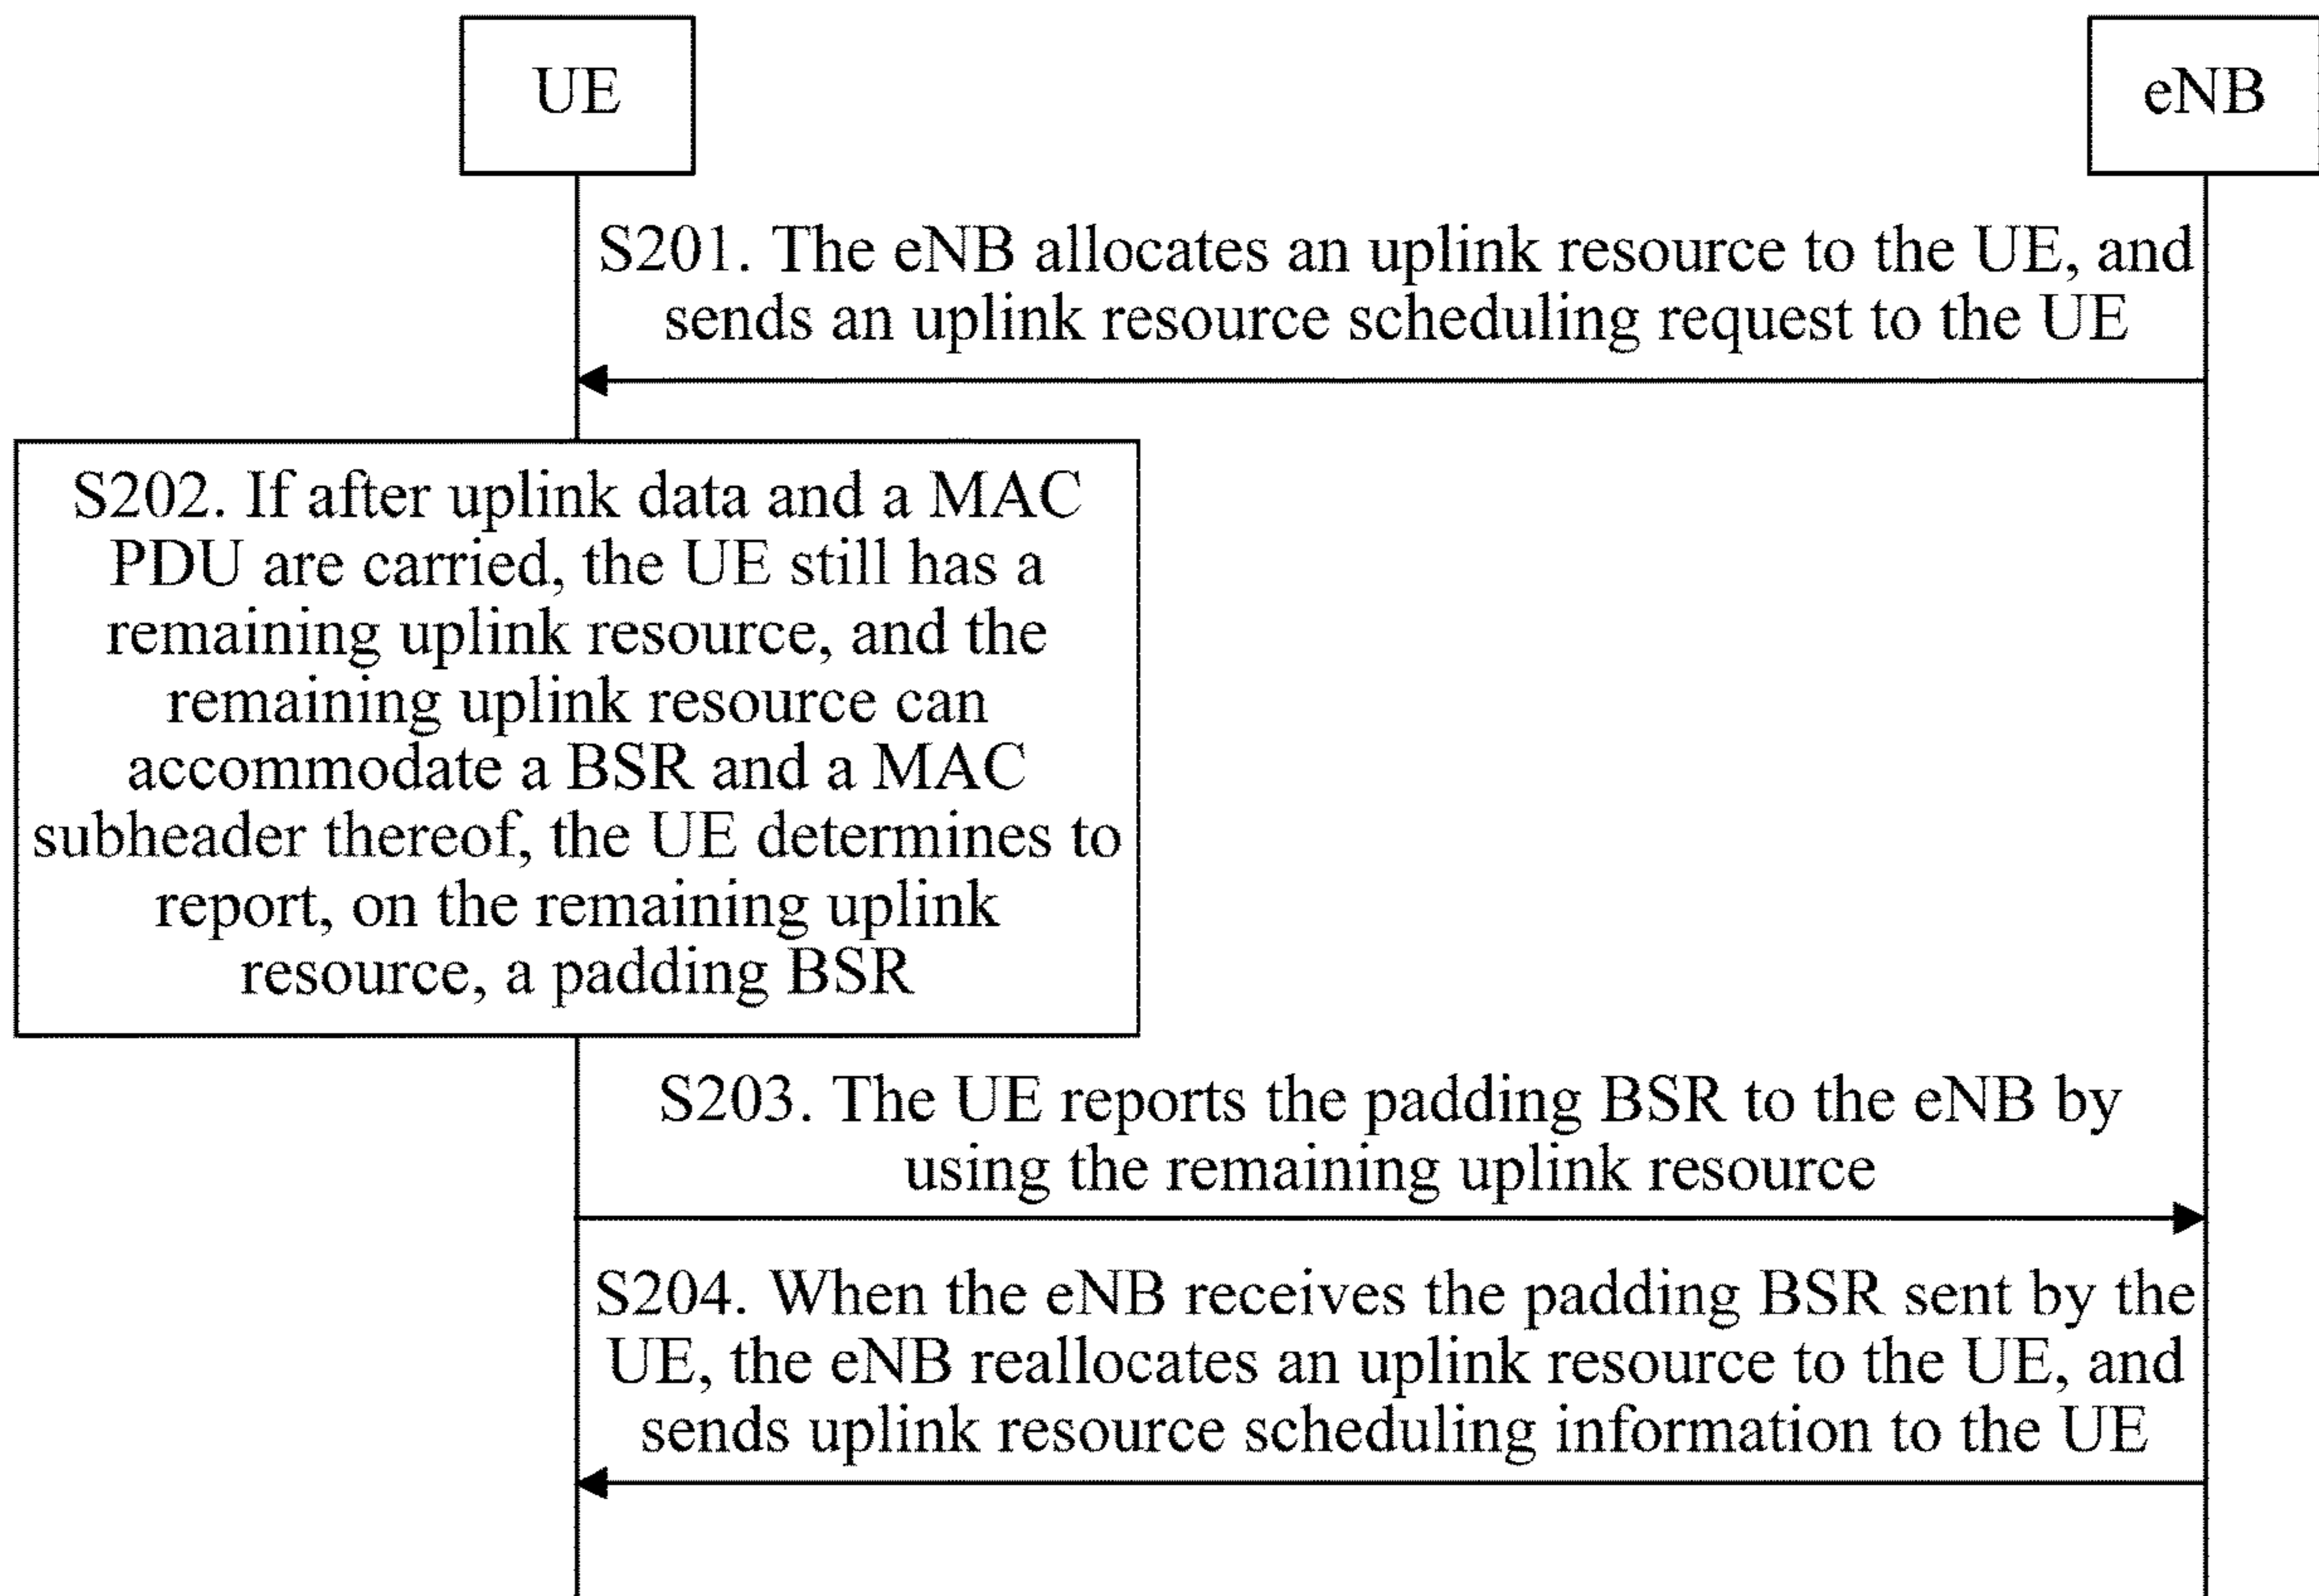 UE
eNB
S201. The eNB allocates an uplink resource to the UE, and
sends an uplink resource scheduling request to the UE
S202. If after uplink data and a MAC
PDU are carried, the UE still has a
remaining uplink resource, and the
remaining uplink resource can
accommodate a BSR and a MAC
subheader thereof, the UE determines to
report, on the remaining uplink
resource, a padding BSR
S203. The UE reports the padding BSR to the eNB by
using the remaining uplink resource
S204. When the eNB receives the padding BSR sent by the
UE, the eNB reallocates an uplink resource to the UE, and
sends uplink resource scheduling information to the UE